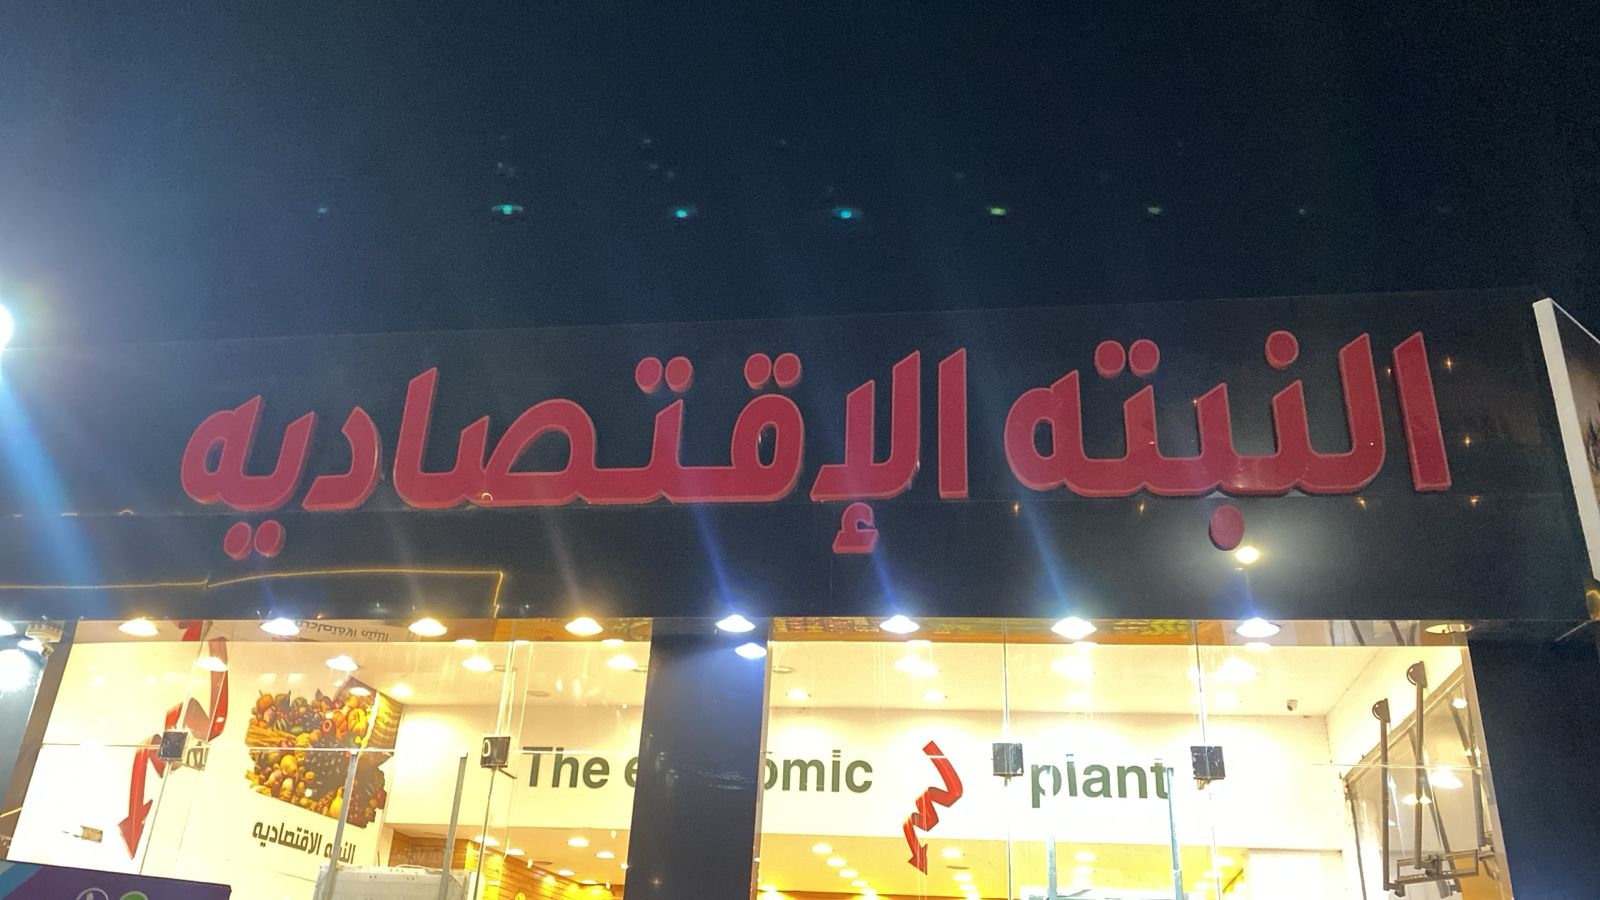 النبته الإقتصاديه
The e omic plant
النبته الاقتصاديه